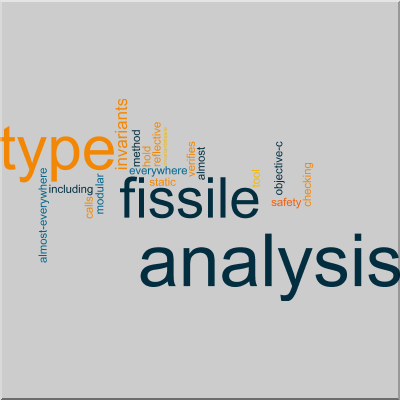 type
invariants
method
hold
reflective
everywhere
static
verifies
almost
tool
objective-c
checking
safety
almost-everywhere
including
calls
modular
fissile
analysis